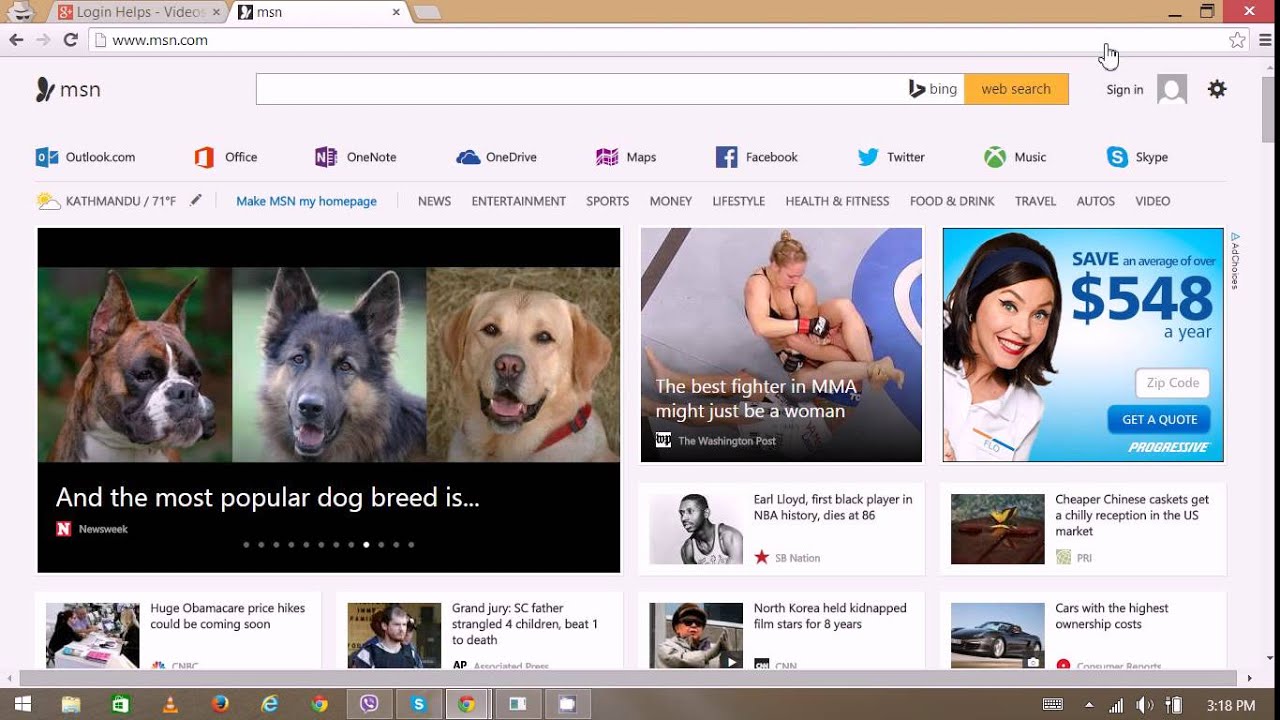 Login Helps - Videos
msn
www.msn.com
msn
bing
web search
Sign in
Outlook.com
Office
OneNote
OneDrive
Maps
Facebook
Twitter
Music
Skype
KATHMANDU / 71°F
Make MSN my homepage
NEWS
ENTERTAINMENT
SPORTS
MONEY
LIFESTYLE
HEALTH & FITNESS
FOOD & DRINK
TRAVEL
AUTOS
VIDEO
And the most popular dog breed is...
Newsweek
The best fighter in MMA
might just be a woman
wp The Washington Post
SAVE an average of over
$548
a year
Zip Code
GET A QUOTE
FLO
PROGRESSIVE
AdChoices
Earl Lloyd, first black player in
NBA history, dies at 86
SB Nation
Cheaper Chinese caskets get
a chilly reception in the US
market
PRI
Huge Obamacare price hikes
could be coming soon
CNBC
Grand jury: SC father
strangled 4 children, beat 1
to death
AP Associated Press
North Korea held kidnapped
film stars for 8 years
CNN
Cars with the highest
ownership costs
Consumer Reports
3:18 PM